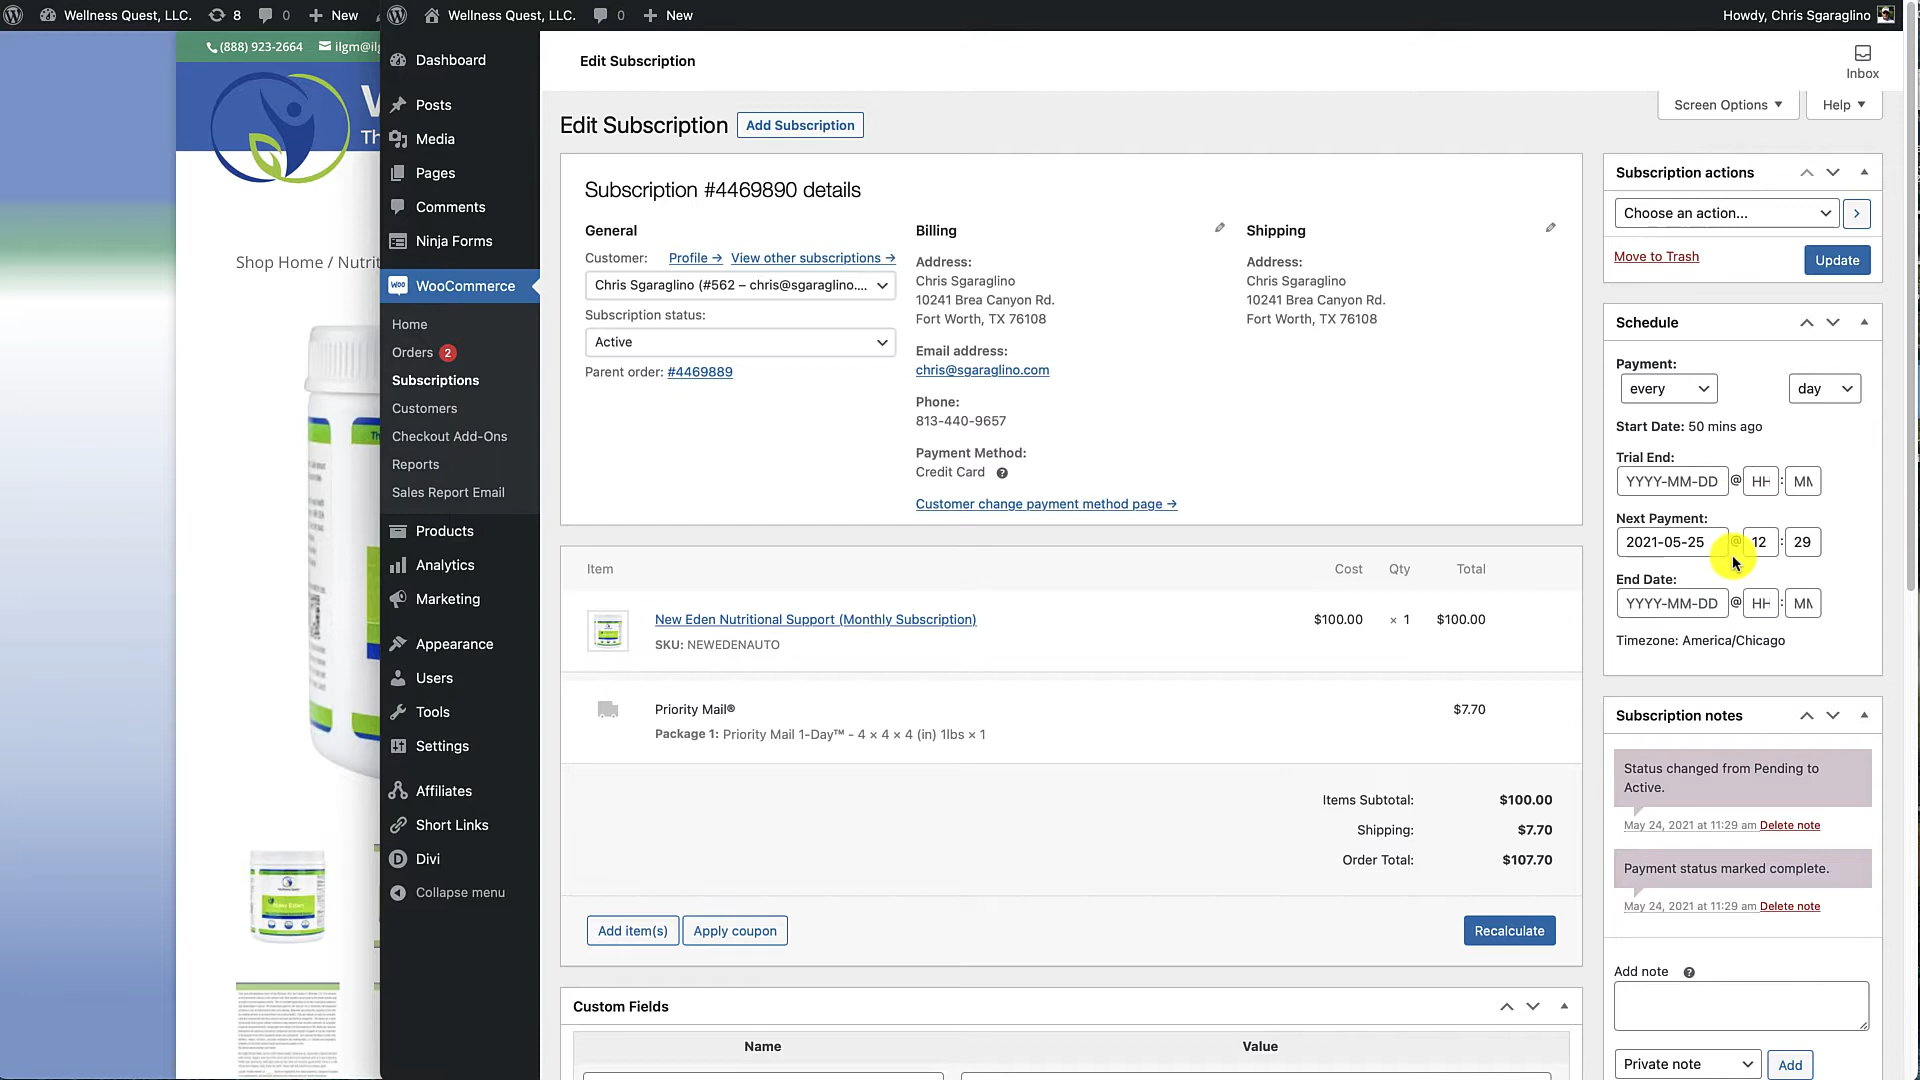 Wellness Quest, LLC.
8
0
New
Wellness Quest, LLC.
0
New
Howdy, Chris Sgaraglino
(888) 923-2664
ilgm@ilg
W
Th
Shop Home / Nutrit
Dashboard
Posts
Media
Pages
Comments
Ninja Forms
WooCommerce
Home
Orders 2
Subscriptions
Customers
Checkout Add-Ons
Reports
Sales Report Email
Products
Analytics
Marketing
Appearance
Users
Tools
Settings
Affiliates
Short Links
Divi
Collapse menu
Edit Subscription
Inbox
Screen Options
Help
Edit Subscription
Add Subscription
Subscription #4469890 details
General
Customer:
Profile →
View other subscriptions →
Chris Sgaraglino (#562 – chris@sgaraglino....
Subscription status:
Active
Parent order: #4469889
Billing
Address:
Chris Sgaraglino
10241 Brea Canyon Rd.
Fort Worth, TX 76108
Email address:
chris@sgaraglino.com
Phone:
813-440-9657
Payment Method:
Credit Card
Customer change payment method page →
Shipping
Address:
Chris Sgaraglino
10241 Brea Canyon Rd.
Fort Worth, TX 76108
Item
Cost
Qty
Total
New Eden Nutritional Support (Monthly Subscription)
$100.00
× 1
$100.00
SKU: NEWEDENAUTO
Priority Mail®
$7.70
Package 1: Priority Mail 1-Day™ - 4 × 4 × 4 (in) 1lbs × 1
Items Subtotal: $100.00
Shipping: $7.70
Order Total: $107.70
Add item(s)
Apply coupon
Recalculate
Custom Fields
Name
Value
Subscription actions
Choose an action...
Move to Trash
Update
Schedule
Payment:
every
day
Start Date: 50 mins ago
Trial End:
YYYY-MM-DD @ HH : MM
Next Payment:
2021-05-25 @ 12 : 29
End Date:
YYYY-MM-DD @ HH : MM
Timezone: America/Chicago
Subscription notes
Status changed from Pending to
Active.
May 24, 2021 at 11:29 am Delete note
Payment status marked complete.
May 24, 2021 at 11:29 am Delete note
Add note
Private note
Add